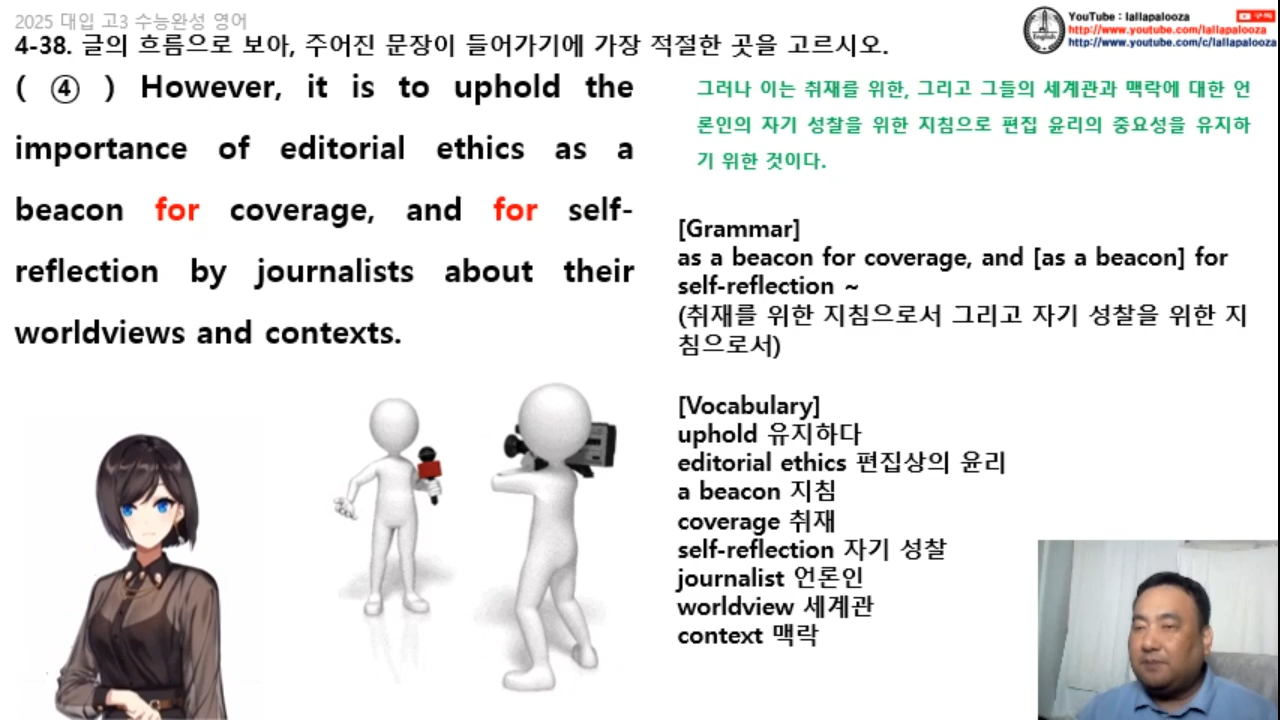 2025 대입 고3 수능완성 영어
4-38. 글의 흐름으로 보아, 주어진 문장이 들어가기에 가장 적절한 곳을 고르시오.
YouTube : lallapalooza
구독
http://www.youtube.com/lallapalooza
http://www.youtube.com/c/lallapalooza
English
( ④ ) However, it is to uphold the
importance of editorial ethics as a
beacon for coverage, and for self-
reflection by journalists about their
worldviews and contexts.
그러나 이는 취재를 위한, 그리고 그들의 세계관과 맥락에 대한 언
론인의 자기 성찰을 위한 지침으로 편집 윤리의 중요성을 유지하
기 위한 것이다.
[Grammar]
as a beacon for coverage, and [as a beacon] for
self-reflection ~
(취재를 위한 지침으로서 그리고 자기 성찰을 위한 지
침으로서)
[Vocabulary]
uphold 유지하다
editorial ethics 편집상의 윤리
a beacon 지침
coverage 취재
self-reflection 자기 성찰
journalist 언론인
worldview 세계관
context 맥락